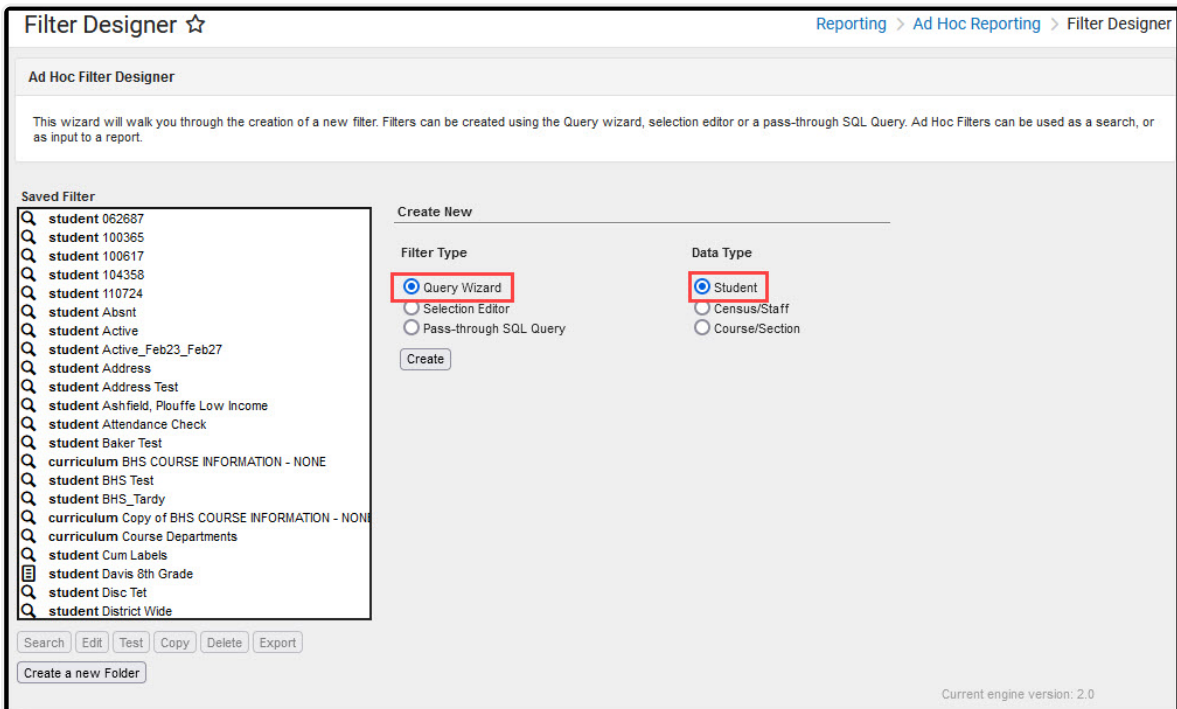 Filter Designer
Reporting > Ad Hoc Reporting > Filter Designer
Ad Hoc Filter Designer
This wizard will walk you through the creation of a new filter. Filters can be created using the Query wizard, selection editor or a pass-through SQL Query. Ad Hoc Filters can be used as a search, or
as input to a report.
Saved Filter
student 062687
student 100365
student 100617
student 104358
student 110724
student Absnt
student Active
student Active_Feb23_Feb27
student Address
student Address Test
student Ashfield, Plouffe Low Income
student Attendance Check
student Baker Test
curriculum BHS COURSE INFORMATION - NONE
student BHS Test
student BHS_Tardy
curriculum Copy of BHS COURSE INFORMATION - NONE
curriculum Course Departments
student Cum Labels
student Davis 8th Grade
student Disc Tet
student District Wide
Search Edit Test Copy Delete Export
Create a new Folder
Create New
Filter Type
Query Wizard
Selection Editor
Pass-through SQL Query
Create
Data Type
Student
Census/Staff
Course/Section
Current engine version: 2.0